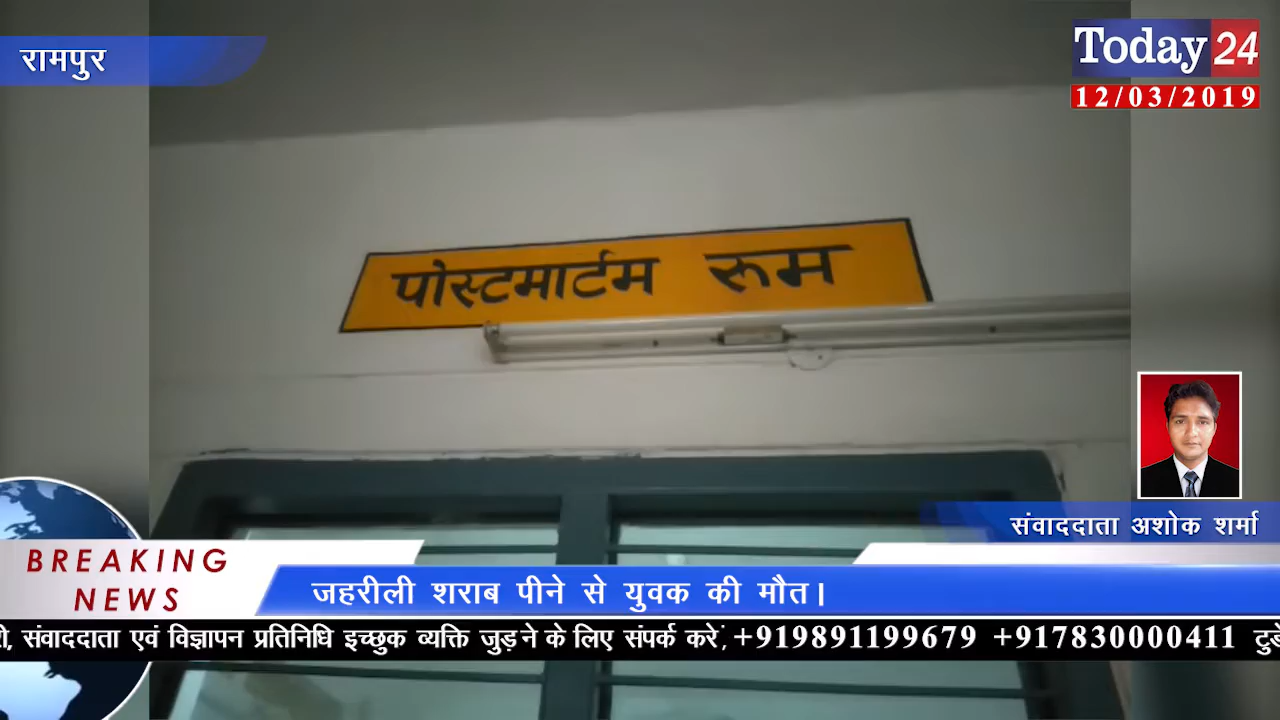 रामपुर
Today 24
12/03/2019
पोस्टमार्टम रूम
संवाददाता अशोक शर्मा
BREAKING
NEWS
जहरीली शराब पीने से युवक की मौत।
संवाददाता एवं विज्ञापन प्रतिनिधि इच्छुक व्यक्ति जुड़ने के लिए संपर्क करें, +919891199679 +917830000411